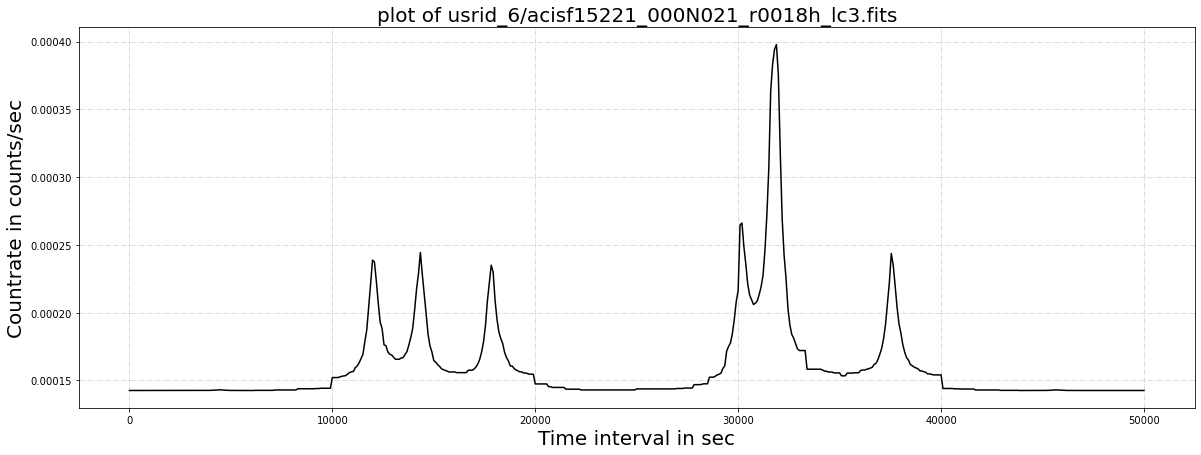 plot of usrid_6/acisf15221_000N021_r0018h_lc3.fits
0.00040
0.00035
0.00030
0.00025
0.00020
0.00015
Countrate in counts/sec
0 10000 20000 30000 40000 50000
Time interval in sec